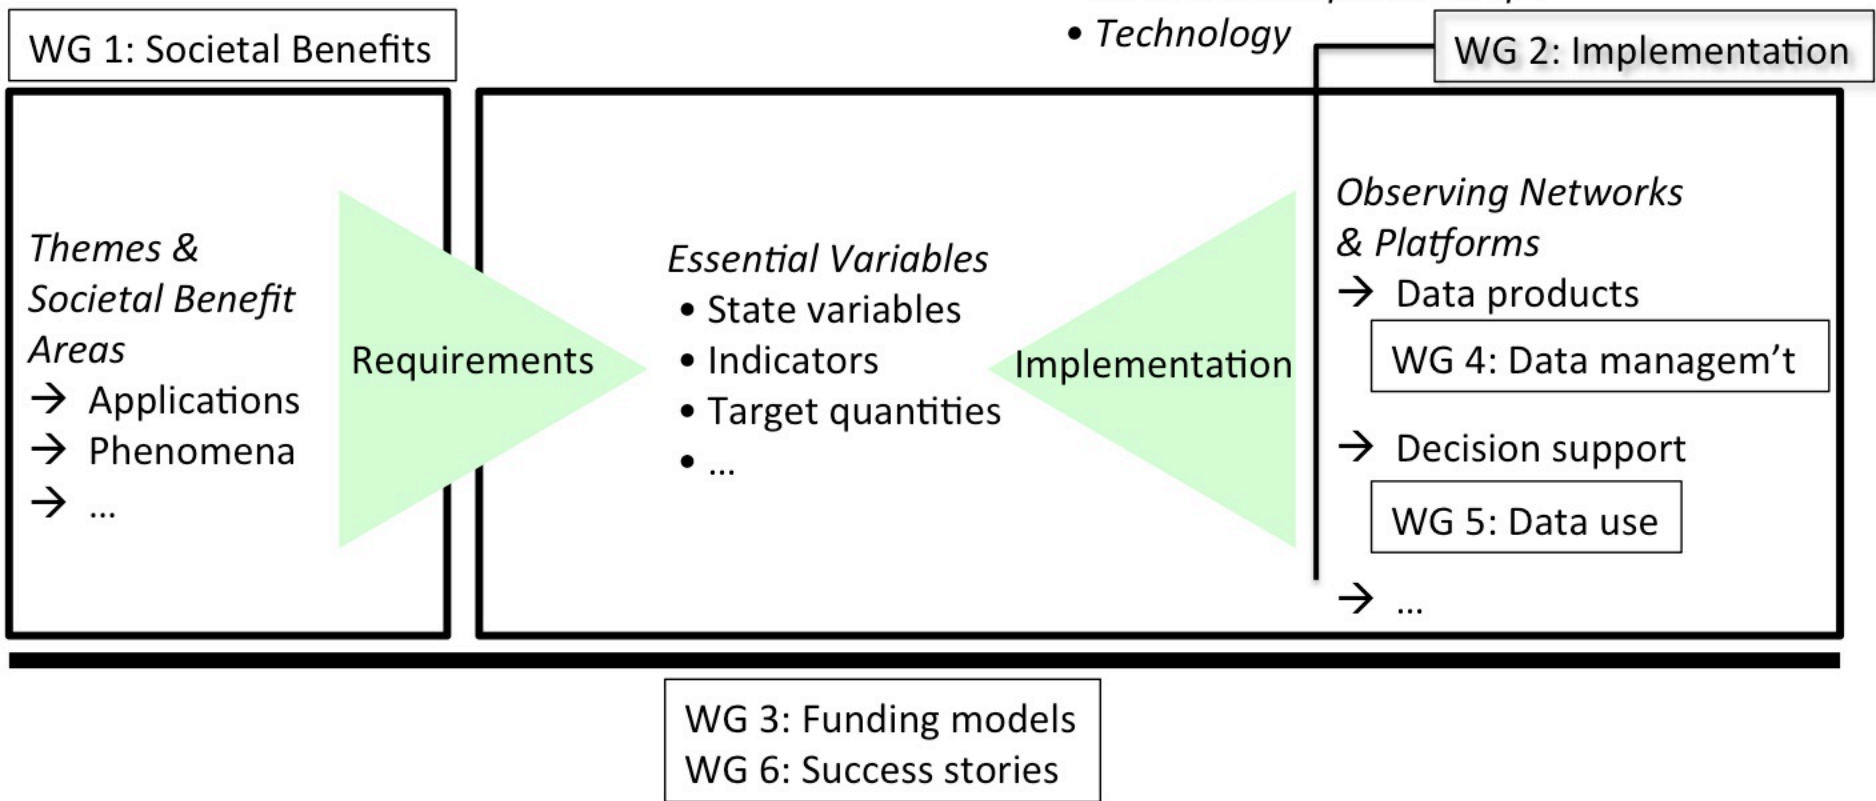 • Technology
WG 1: Societal Benefits
WG 2: Implementation
Themes &
Societal Benefit
Areas
→ Applications
→ Phenomena
→ ...
Requirements
Essential Variables
• State variables
• Indicators
• Target quantities
• ...
Implementation
Observing Networks
& Platforms
→ Data products
WG 4: Data managem’t
→ Decision support
WG 5: Data use
→ ...
WG 3: Funding models
WG 6: Success stories